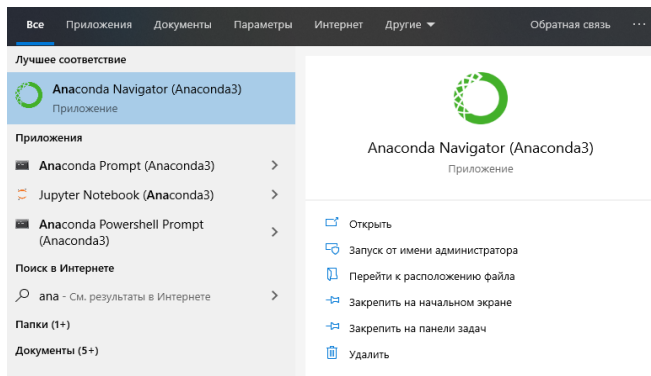 Все Приложения Документы Параметры Интернет Другие Обратная связь ...
Лучшее соответствие
Anaconda Navigator (Anaconda3)
Приложение
Приложения
Anaconda Prompt (Anaconda3)
Jupyter Notebook (Anaconda3)
Anaconda Powershell Prompt
(Anaconda3)
Поиск в Интернете
ana - См. результаты в Интернете
Папки (1+)
Документы (5+)
Anaconda Navigator (Anaconda3)
Приложение
Открыть
Запуск от имени администратора
Перейти к расположению файла
Закрепить на начальном экране
Закрепить на панели задач
Удалить